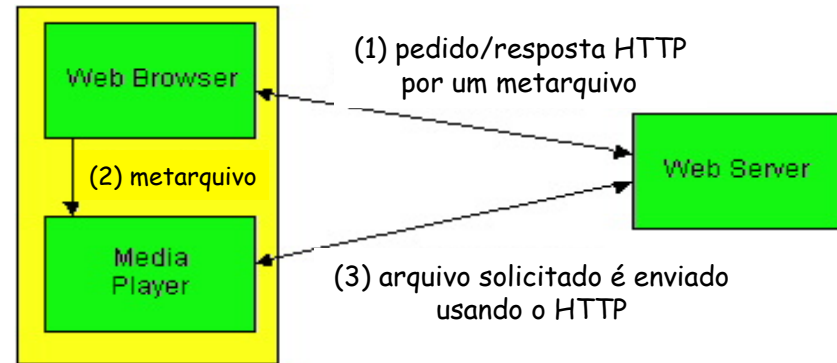 Web Browser
(1) pedido/resposta HTTP
por um metarquivo
(2) metarquivo
Web Server
Media
Player
(3) arquivo solicitado é enviado
usando o HTTP